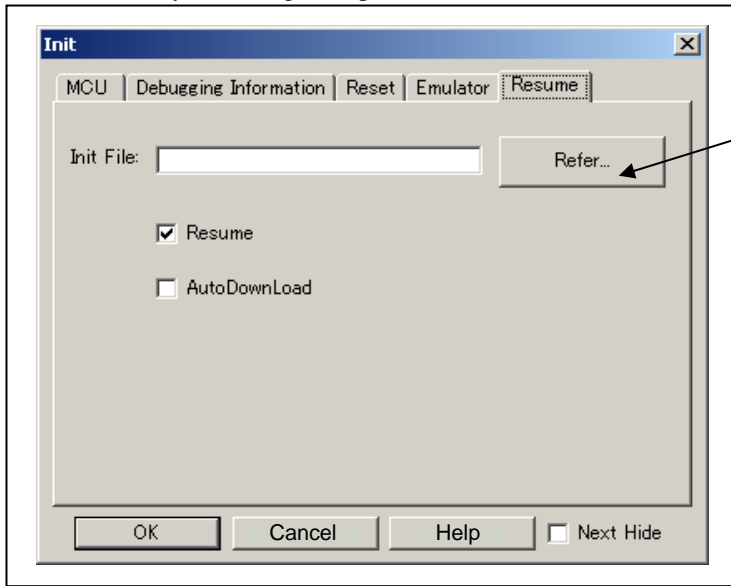 Init
MCU Debugging Information Reset Emulator Resume
Init File: Refer...
Resume
AutoDownLoad
OK Cancel Help Next Hide